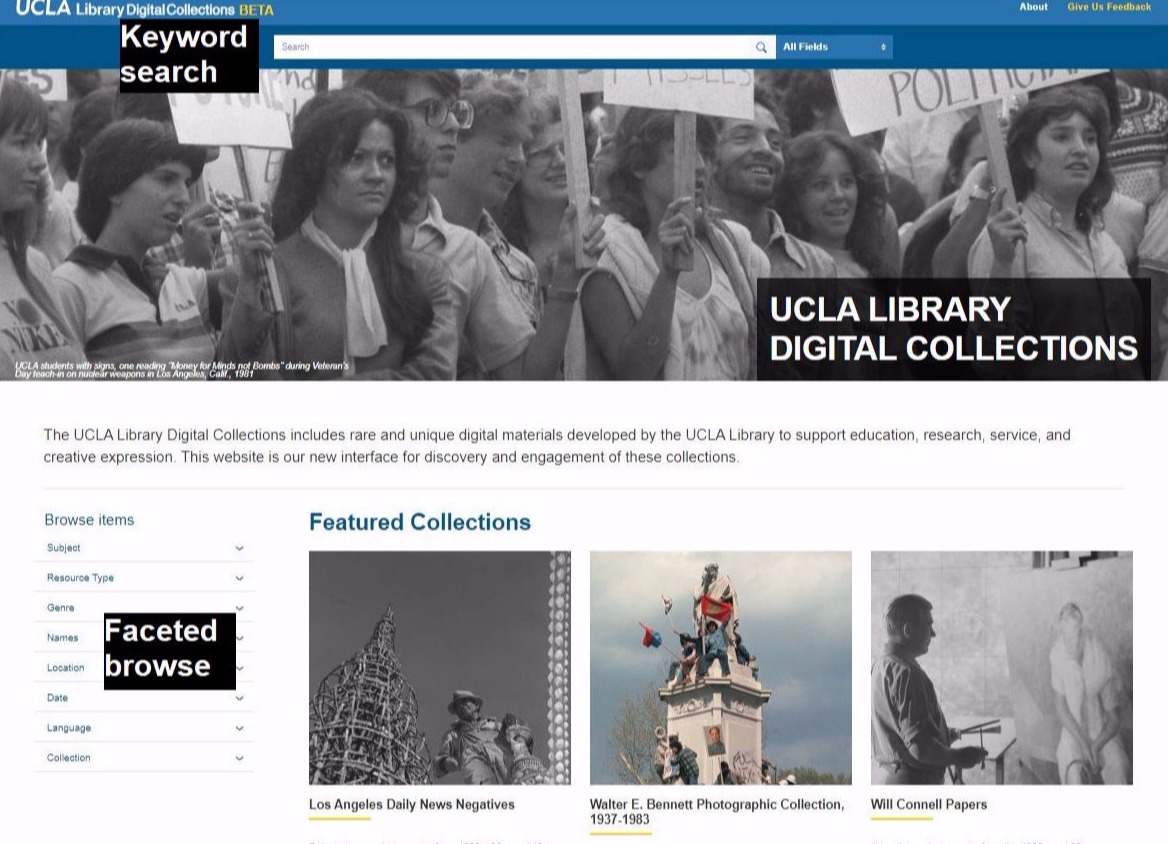 UCLA Library Digital Collections BETA
About Give Us Feedback
Keyword
search
Search
All Fields
POLITICIAN
UCLA LIBRARY
DIGITAL COLLECTIONS
UCLA students with signs, one reading "Money for Minds not Bombs" during Veteran's
Day teach-in on nuclear weapons in Los Angeles, Calif., 1981
The UCLA Library Digital Collections includes rare and unique digital materials developed by the UCLA Library to support education, research, service, and
creative expression. This website is our new interface for discovery and engagement of these collections.
Browse items
Subject
Resource Type
Genre
Names
Location
Date
Language
Collection
Faceted
browse
Featured Collections
Los Angeles Daily News Negatives
Walter E. Bennett Photographic Collection,
1937-1983
Will Connell Papers